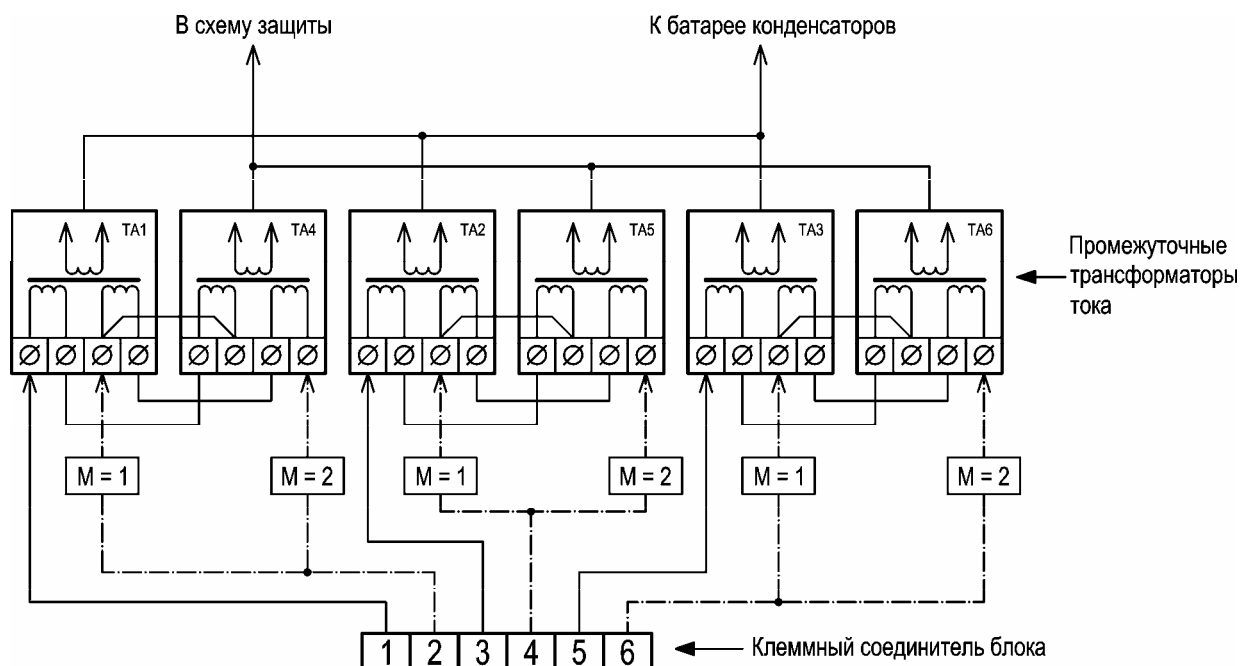 В схему защиты
К батарее конденсаторов
TA1
TA4
TA2
TA5
TA3
TA6
Промежуточные
трансформаторы
тока
M = 1
M = 2
M = 1
M = 2
M = 1
M = 2
1 2 3 4 5 6
Клеммный соединитель блока